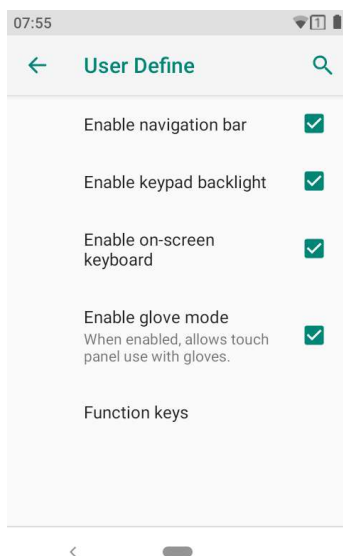 07:55
1
User Define
Enable navigation bar
Enable keypad backlight
Enable on-screen
keyboard
Enable glove mode
When enabled, allows touch
panel use with gloves.
Function keys